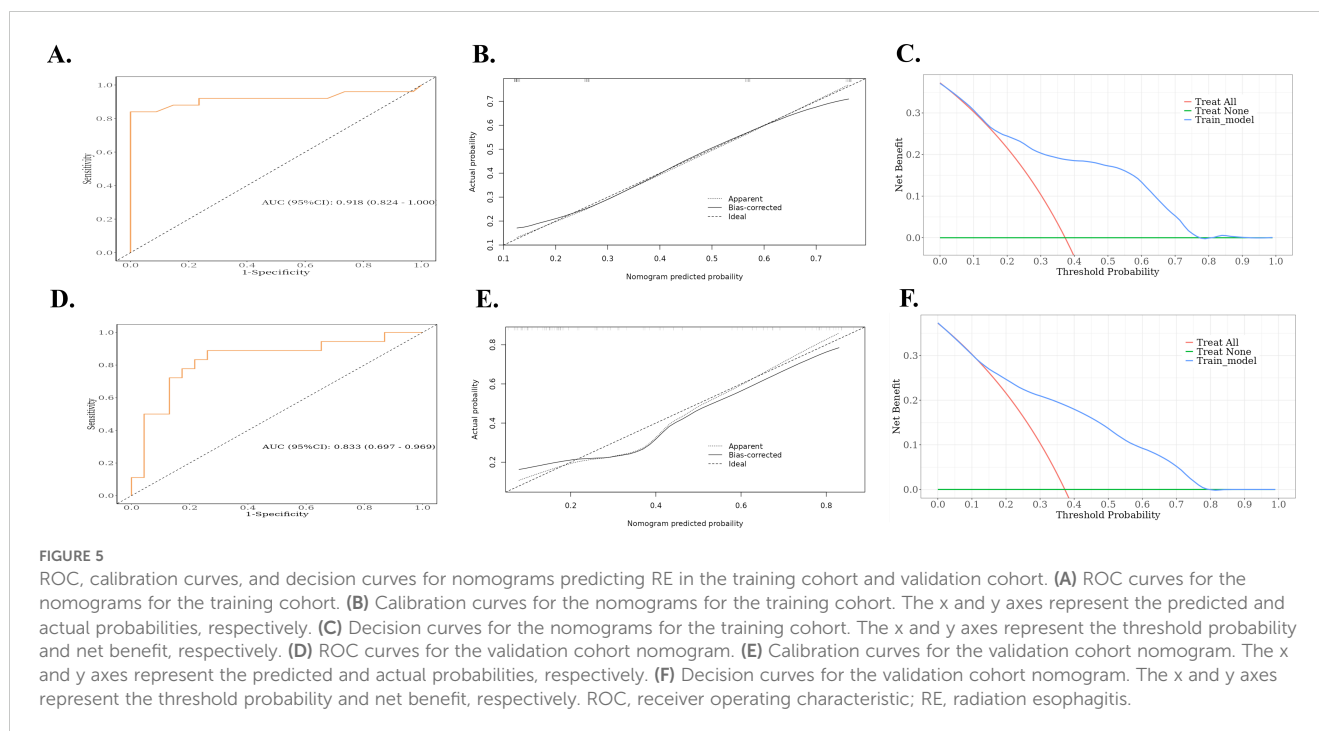 A.
1.0
0.8
0.6
0.4
0.2
0.0
Sensitivity
AUC (95%CI): 0.918 (0.824 - 1.000
0.0 0.2 0.4 0.6 0.8 1.0
1-Specificity
B.
0.7
0.6
0.5
0.4
0.3
0.2
0.1
Actual probaility
Apparent
Bias-corrected
Ideal
0.1 0.2 0.3 0.4 0.5 0.6 0.7
Nomogram predicted probaility
C.
0.3
0.2
0.1
0.0
Net Benefit
Treat All
Treat None
Train_model
0.0 0.1 0.2 0.3 0.4 0.5 0.6 0.7 0.8 0.9 1.0
Threshold Probability
D.
1.0
0.8
0.6
0.4
0.2
0.0
Sensitivity
AUC (95%CI): 0.833 (0.697 - 0.969)
0.0 0.2 0.4 0.6 0.8 1.0
1-Specificity
E.
0.8
0.6
0.4
0.2
Actual probaility
Apparent
Bias-corrected
Ideal
0.2 0.4 0.6 0.8
Nomogram predicted probaility
F.
0.3
0.2
0.1
0.0
Net Benefit
Treat All
Treat None
Train_model
0.0 0.1 0.2 0.3 0.4 0.5 0.6 0.7 0.8 0.9 1.0
Threshold Probability
FIGURE 5
ROC, calibration curves, and decision curves for nomograms predicting RE in the training cohort and validation cohort. (A) ROC curves for the
nomograms for the training cohort. (B) Calibration curves for the nomograms for the training cohort. The x and y axes represent the predicted and
actual probabilities, respectively. (C) Decision curves for the nomograms for the training cohort. The x and y axes represent the threshold probability
and net benefit, respectively. (D) ROC curves for the validation cohort nomogram. (E) Calibration curves for the validation cohort nomogram. The x
and y axes represent the predicted and actual probabilities, respectively. (F) Decision curves for the validation cohort nomogram. The x and y axes
represent the threshold probability and net benefit, respectively. ROC, receiver operating characteristic; RE, radiation esophagitis.